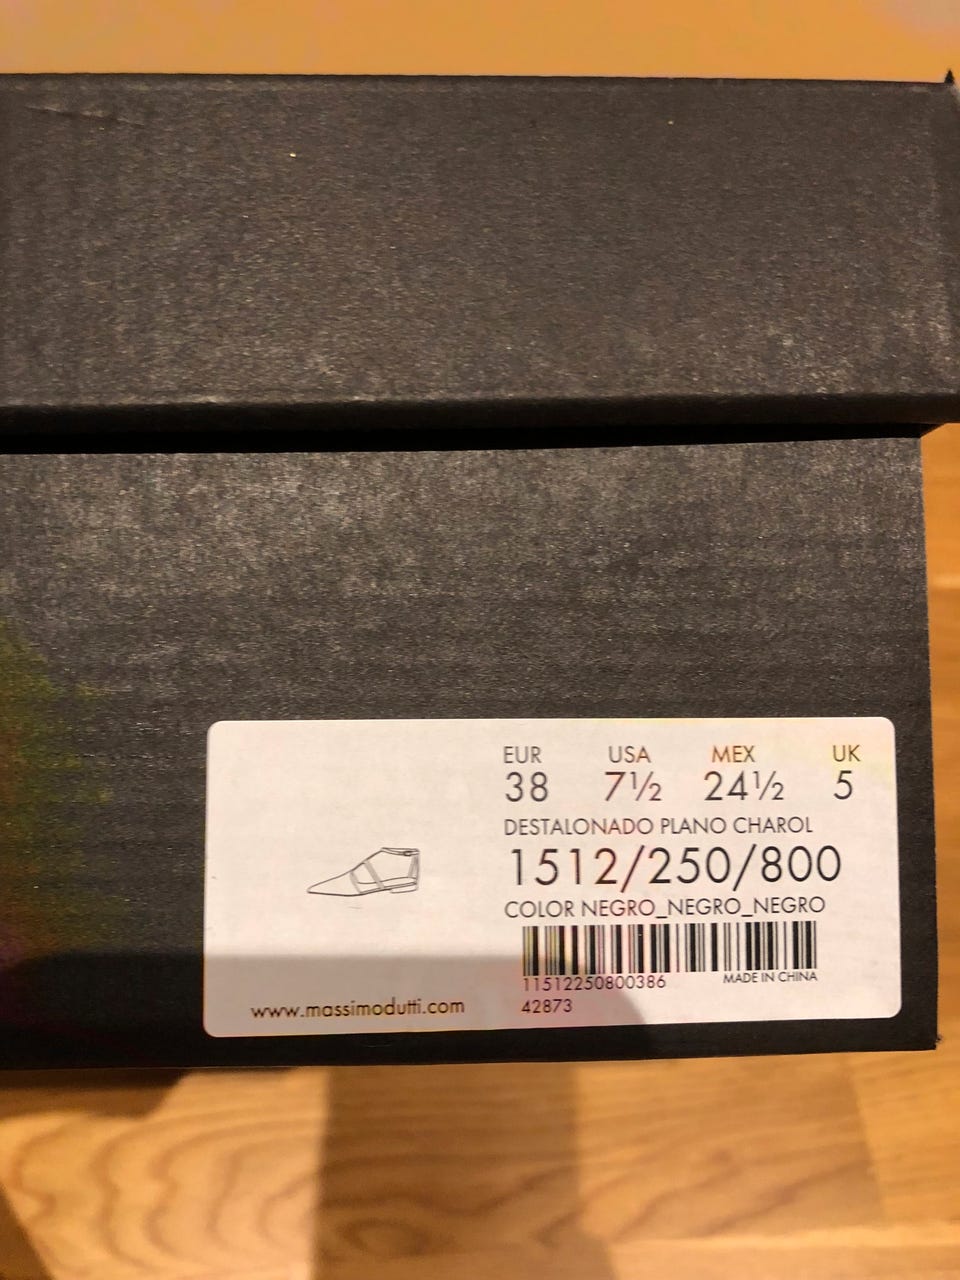 EUR USA MEX UK
38 7½ 24½ 5
DESTALONADO PLANO CHAROL
1512/250/800
COLOR NEGRO_NEGRO_NEGRO
11512250800386 MADE IN CHINA
42873
www.massimodutti.com